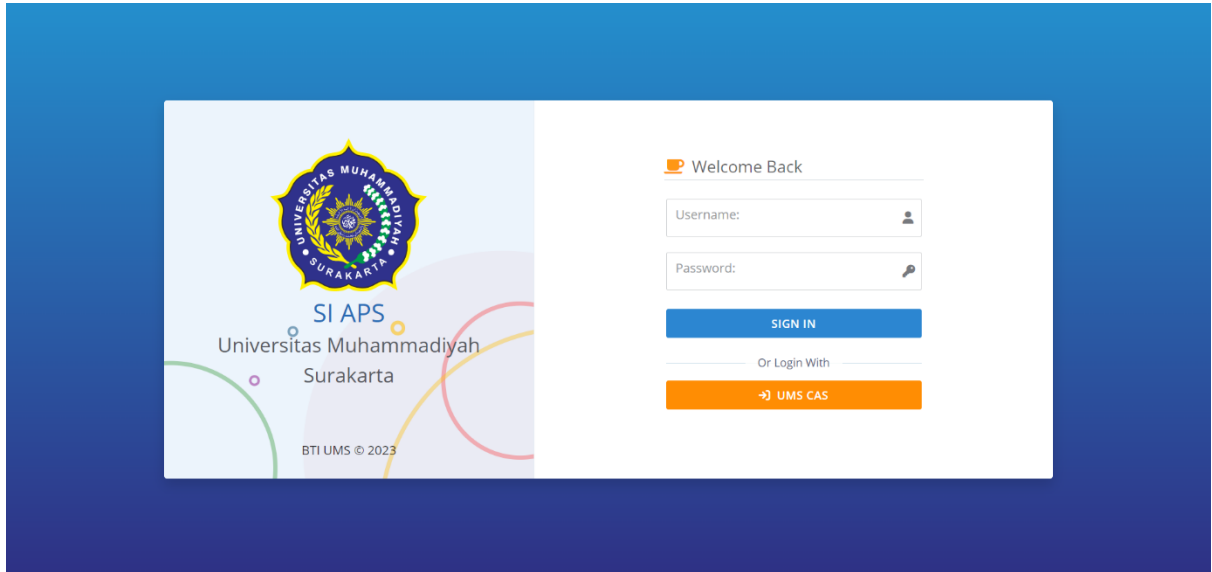 UNIVERSITAS MUHAMMADIYAH
SURAKARTA
SI APS
Universitas Muhammadiyah
Surakarta
BTI UMS © 2023
Welcome Back
Username:
Password:
SIGN IN
Or Login With
UMS CAS